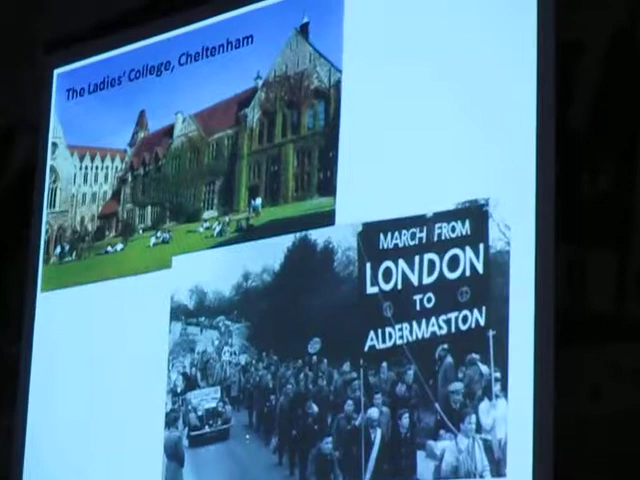 The Ladies' College, Cheltenham
MARCH FROM
LONDON
TO
ALDERMASTON